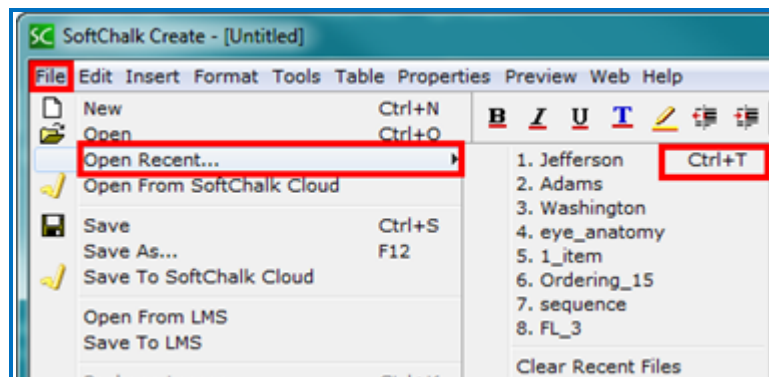 SC SoftChalk Create - [Untitled]
File Edit Insert Format Tools Table Properties Preview Web Help
New Ctrl+N
B I U T
Open Ctrl+O
Open Recent...
1. Jefferson Ctrl+T
Open From SoftChalk Cloud
2. Adams
3. Washington
Save Ctrl+S
4. eye_anatomy
Save As... F12
5. 1_item
Save To SoftChalk Cloud
6. Ordering_15
7. sequence
Open From LMS
8. FL_3
Save To LMS
Clear Recent Files